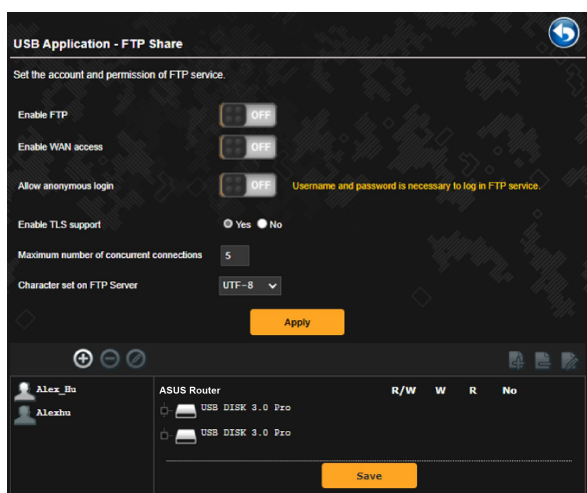 USB Application - FTP Share
Set the account and permission of FTP service.
Enable FTP OFF
Enable WAN access OFF
Allow anonymous login OFF Username and password is necessary to log in FTP service.
Enable TLS support Yes No
Maximum number of concurrent connections 5
Character set on FTP Server UTF-8
Apply
Alex_Hu
Alexhu
ASUS Router R/W W R No
USB DISK 3.0 Pro
USB DISK 3.0 Pro
Save